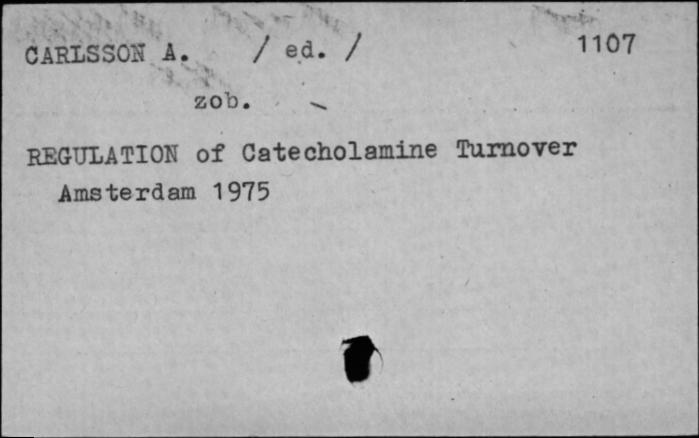 CARLSSON A. / ed. / 1107
zob.
REGULATION of Catecholamine Turnover
Amsterdam 1975